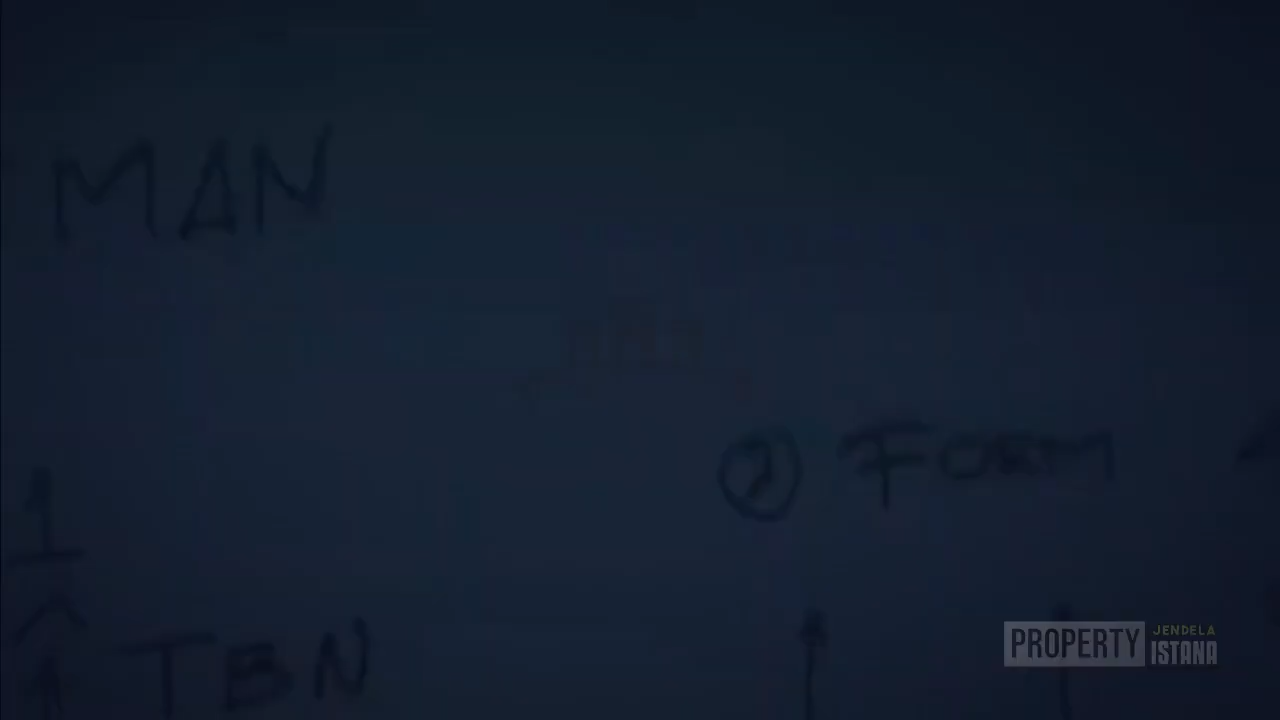 MAN
② FORM
TBN
PROPERTY JENDELA
ISTANA